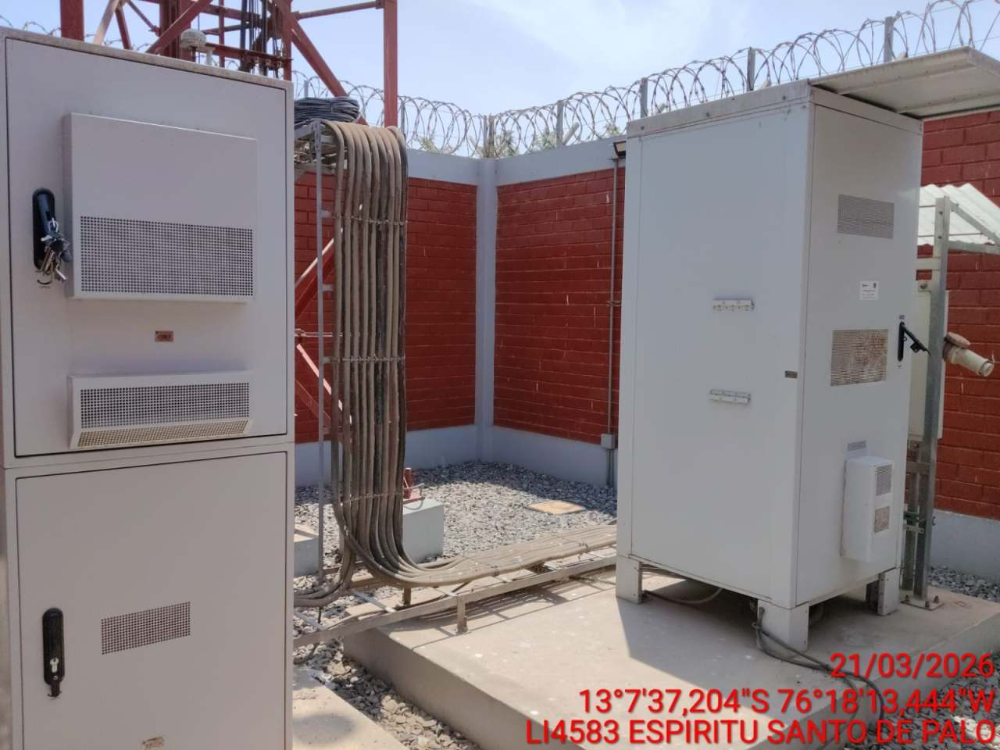 21/03/2026
13°7'37,204"S 76°18'13,444"W
LI4583 ESPIRITU SANTO DE PALO